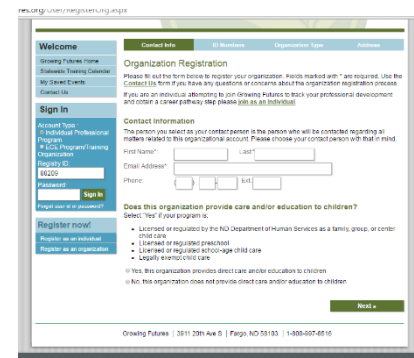 res.org/User/RegisterOrg.aspx
Welcome
Growing Futures Home
Statewide Training Calendar
My Saved Events
Contact Us
Sign In
Account Type :
Individual Professional
Program
ECE Program/Training
Organization
Registry ID:
88209
Password:
Sign In
Forgot user id or password?
Register now!
Register as an individual
Register as an organization
Contact Info ID Numbers Organization Type Address
Organization Registration
Please fill out the form below to register your organization. Fields marked with * are required. Use the
Contact Us form if you have any questions or concerns about the organization registration process.
If you are an individual attempting to join Growing Futures to track your professional development
and obtain a career pathway step please join as an Individual.
Contact Information
The person you select as your contact person is the person who will be contacted regarding all
matters related to this organizational account. Please choose your contact person with that in mind.
First Name*: Last*:
Email Address*:
Phone: ( ) - Ext.
Does this organization provide care and/or education to children?
Select "Yes" if your program is:
Licensed or regulated by the ND Department of Human Services as a family, group, or center
child care
Licensed or regulated preschool
Licensed or regulated school-age child care
Legally exempt child care
Yes, this organization provides direct care and/or education to children
No, this organization does not provide direct care and/or education to children
Next »
Growing Futures | 3911 20th Ave S | Fargo, ND 58103 | 1-800-997-8516